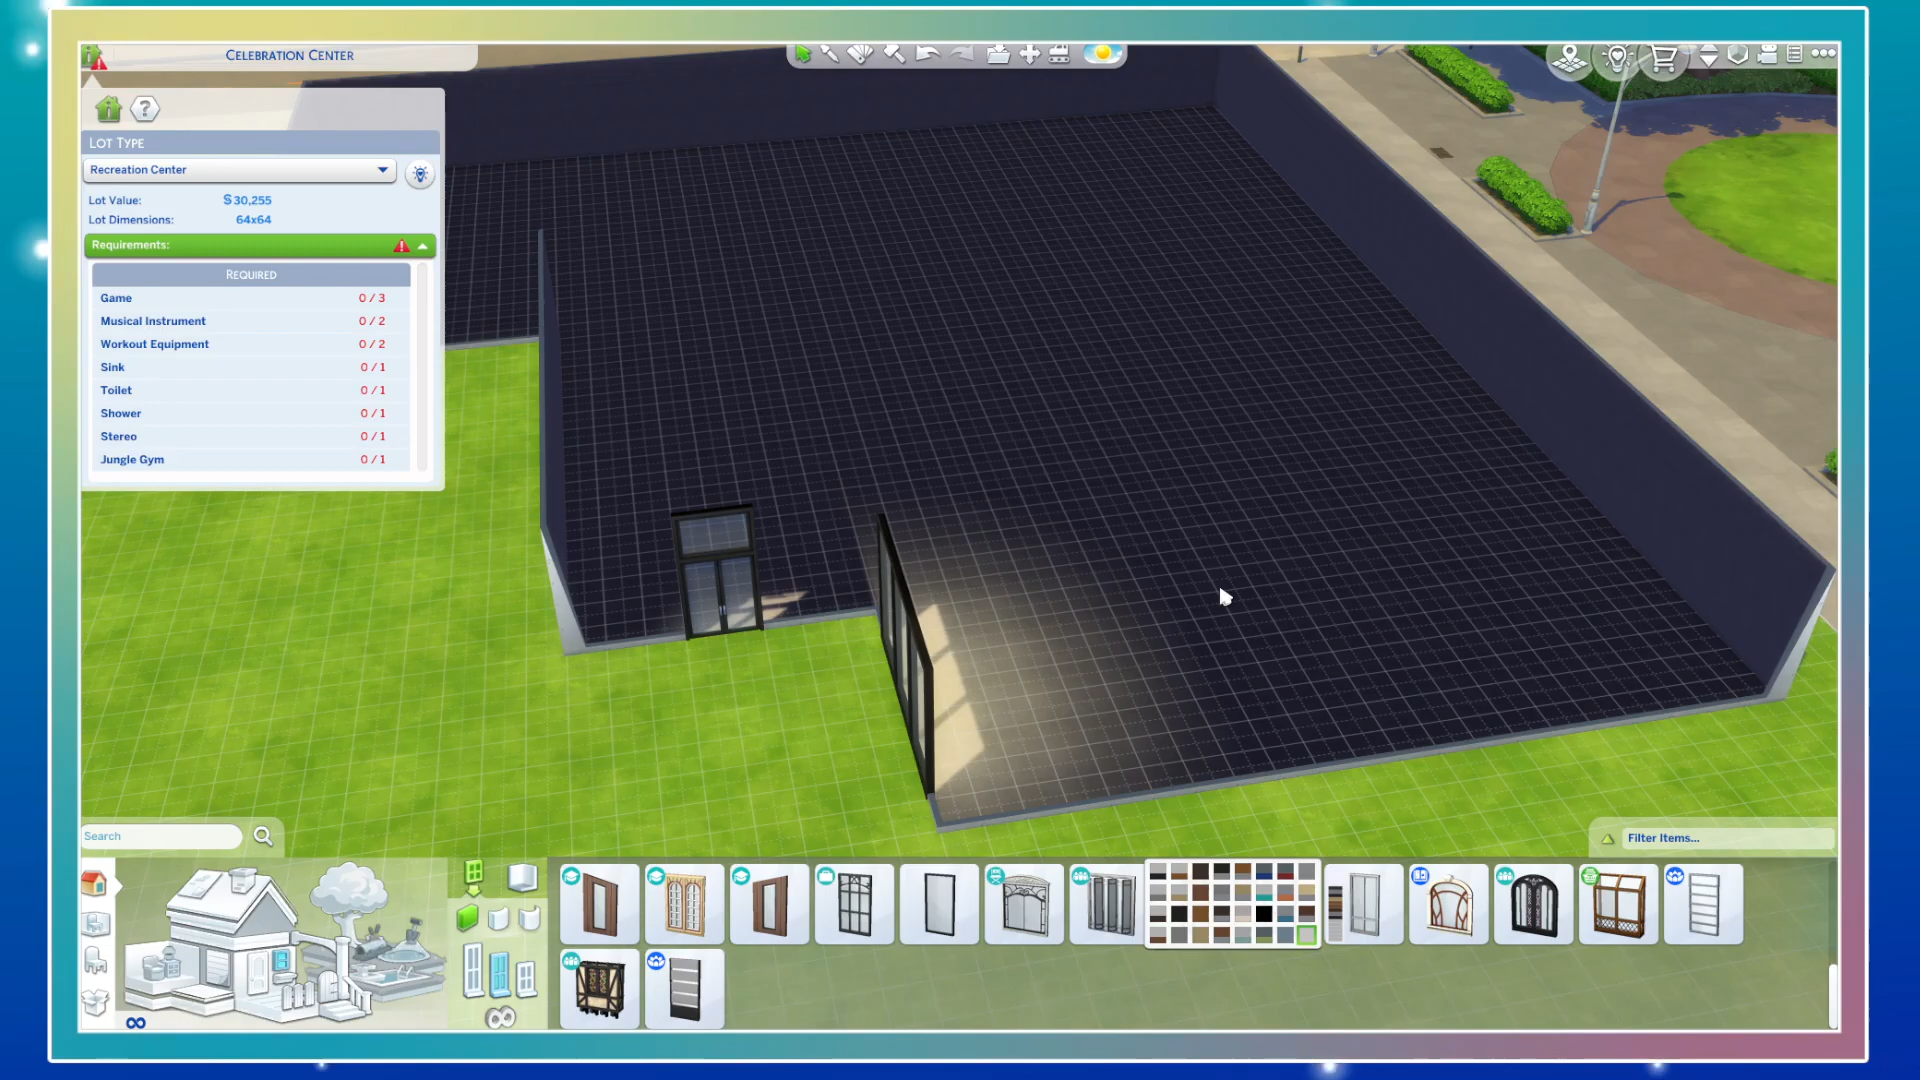 CELEBRATION CENTER
LOT TYPE
Recreation Center
Lot Value: §30,255
Lot Dimensions: 64x64
Requirements:
REQUIRED
Game 0 / 3
Musical Instrument 0 / 2
Workout Equipment 0 / 2
Sink 0 / 1
Toilet 0 / 1
Shower 0 / 1
Stereo 0 / 1
Jungle Gym 0 / 1
Search
Filter Items...